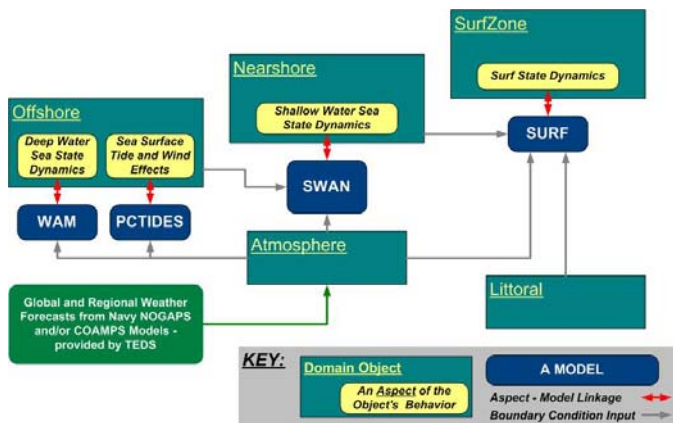 SurfZone
Surf State Dynamics
Nearshore
Shallow Water Sea
State Dynamics
SURF
Offshore
Deep Water
Sea State
Dynamics
Sea Surface
Tide and Wind
Effects
SWAN
WAM
PCTIDES
Atmosphere
Global and Regional Weather
Forecasts from Navy NOGAPS
and/or COAMPS Models -
provided by TEDS
Littoral
KEY:
Domain Object
An Aspect of the
Object's Behavior
A MODEL
Aspect - Model Linkage
Boundary Condition Input